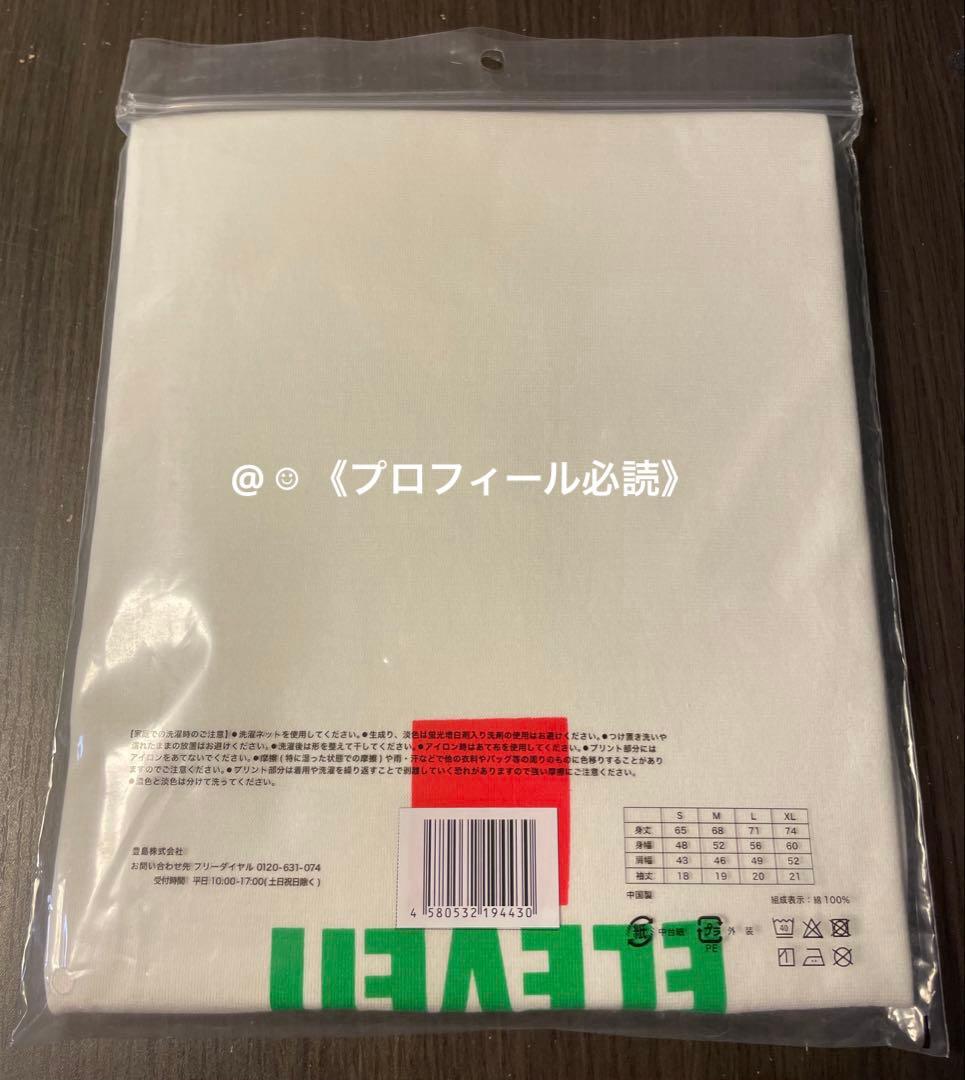 @☺《プロフィール必読》
【家庭での洗濯時のご注意】●洗濯ネットを使用してください。●生成り、淡色は蛍光増白剤入り洗剤の使用はお避けください。●つけ置き洗いや
濡れたままの放置はお避けください。●洗濯後は形を整えて干してください。●アイロン時はあて布を使用してください。●プリント部分には
アイロンをあてないでください。●摩擦(特に湿った状態での摩擦)や雨・汗などで他の衣料やバッグ等の周りのものに色移りすることがあり
ますのでご注意ください。●プリント部分は着用や洗濯を繰り返すことで剥離していく恐れがありますので強い摩擦にご注意ください。
●濃色と淡色は分けて洗ってください。
豊島株式会社
お問い合わせ先 フリーダイヤル 0120-631-074
受付時間 平日 10:00-17:00(土日祝日除く)
4 580532 194430
S M L XL
身丈 65 68 71 74
身幅 48 52 56 60
肩幅 43 46 49 52
袖丈 18 19 20 21
中国製
組成表示:綿100%
紙 中台紙 プラ 外装
PE
40
ELEVEn